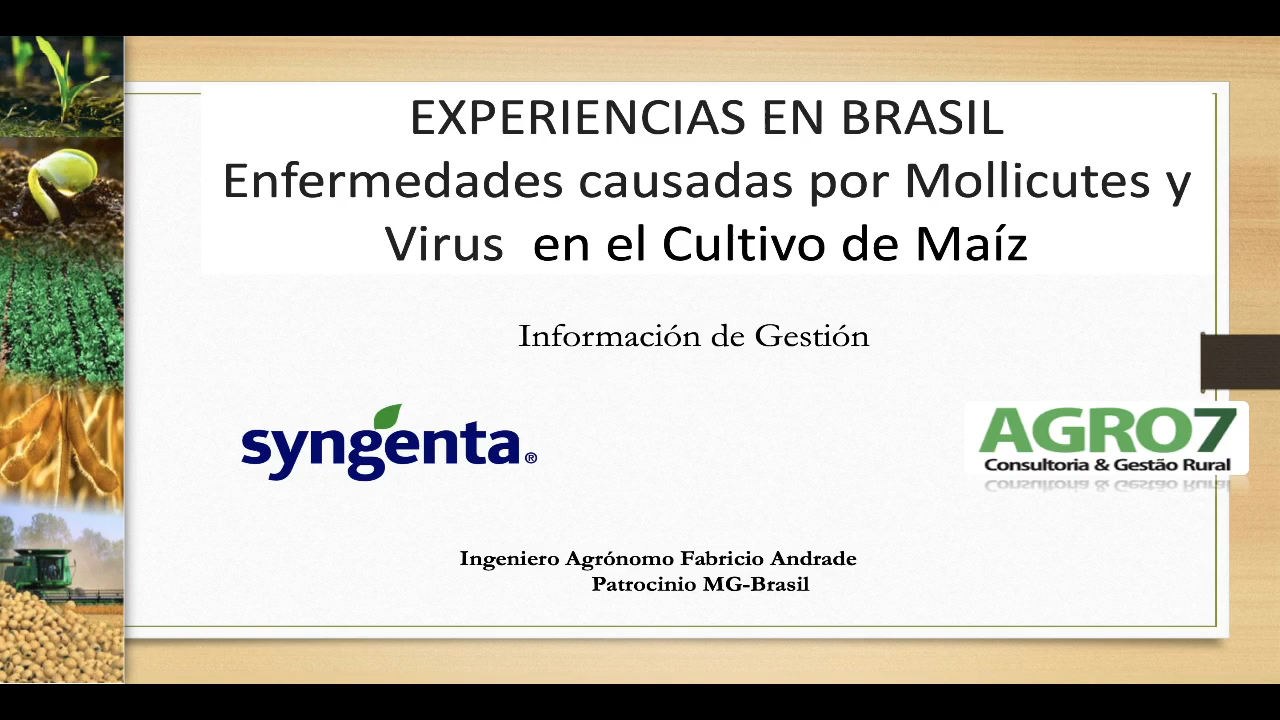 EXPERIENCIAS EN BRASIL
Enfermedades causadas por Mollicutes y
Virus en el Cultivo de Maíz
Información de Gestión
syngenta®
AGRO7
Consultoria & Gestão Rural
Ingeniero Agrónomo Fabricio Andrade
Patrocinio MG-Brasil